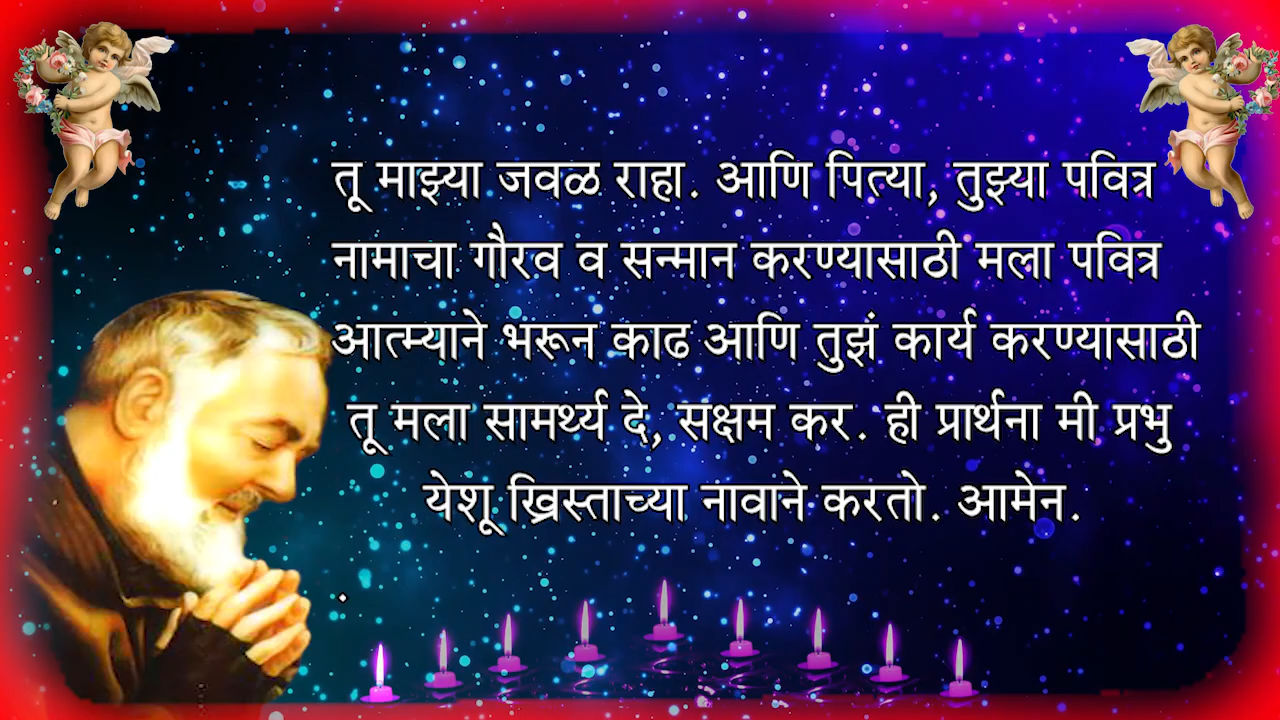 तू माझ्या जवळ राहा. आणि पित्या, तुझ्या पवित्र
नामाचा गौरव व सन्मान करण्यासाठी मला पवित्र
आत्म्याने भरून काढ आणि तुझं कार्य करण्यासाठी
तू मला सामर्थ्य दे, सक्षम कर. ही प्रार्थना मी प्रभु
येशू ख्रिस्ताच्या नावाने करतो. आमेन.
.